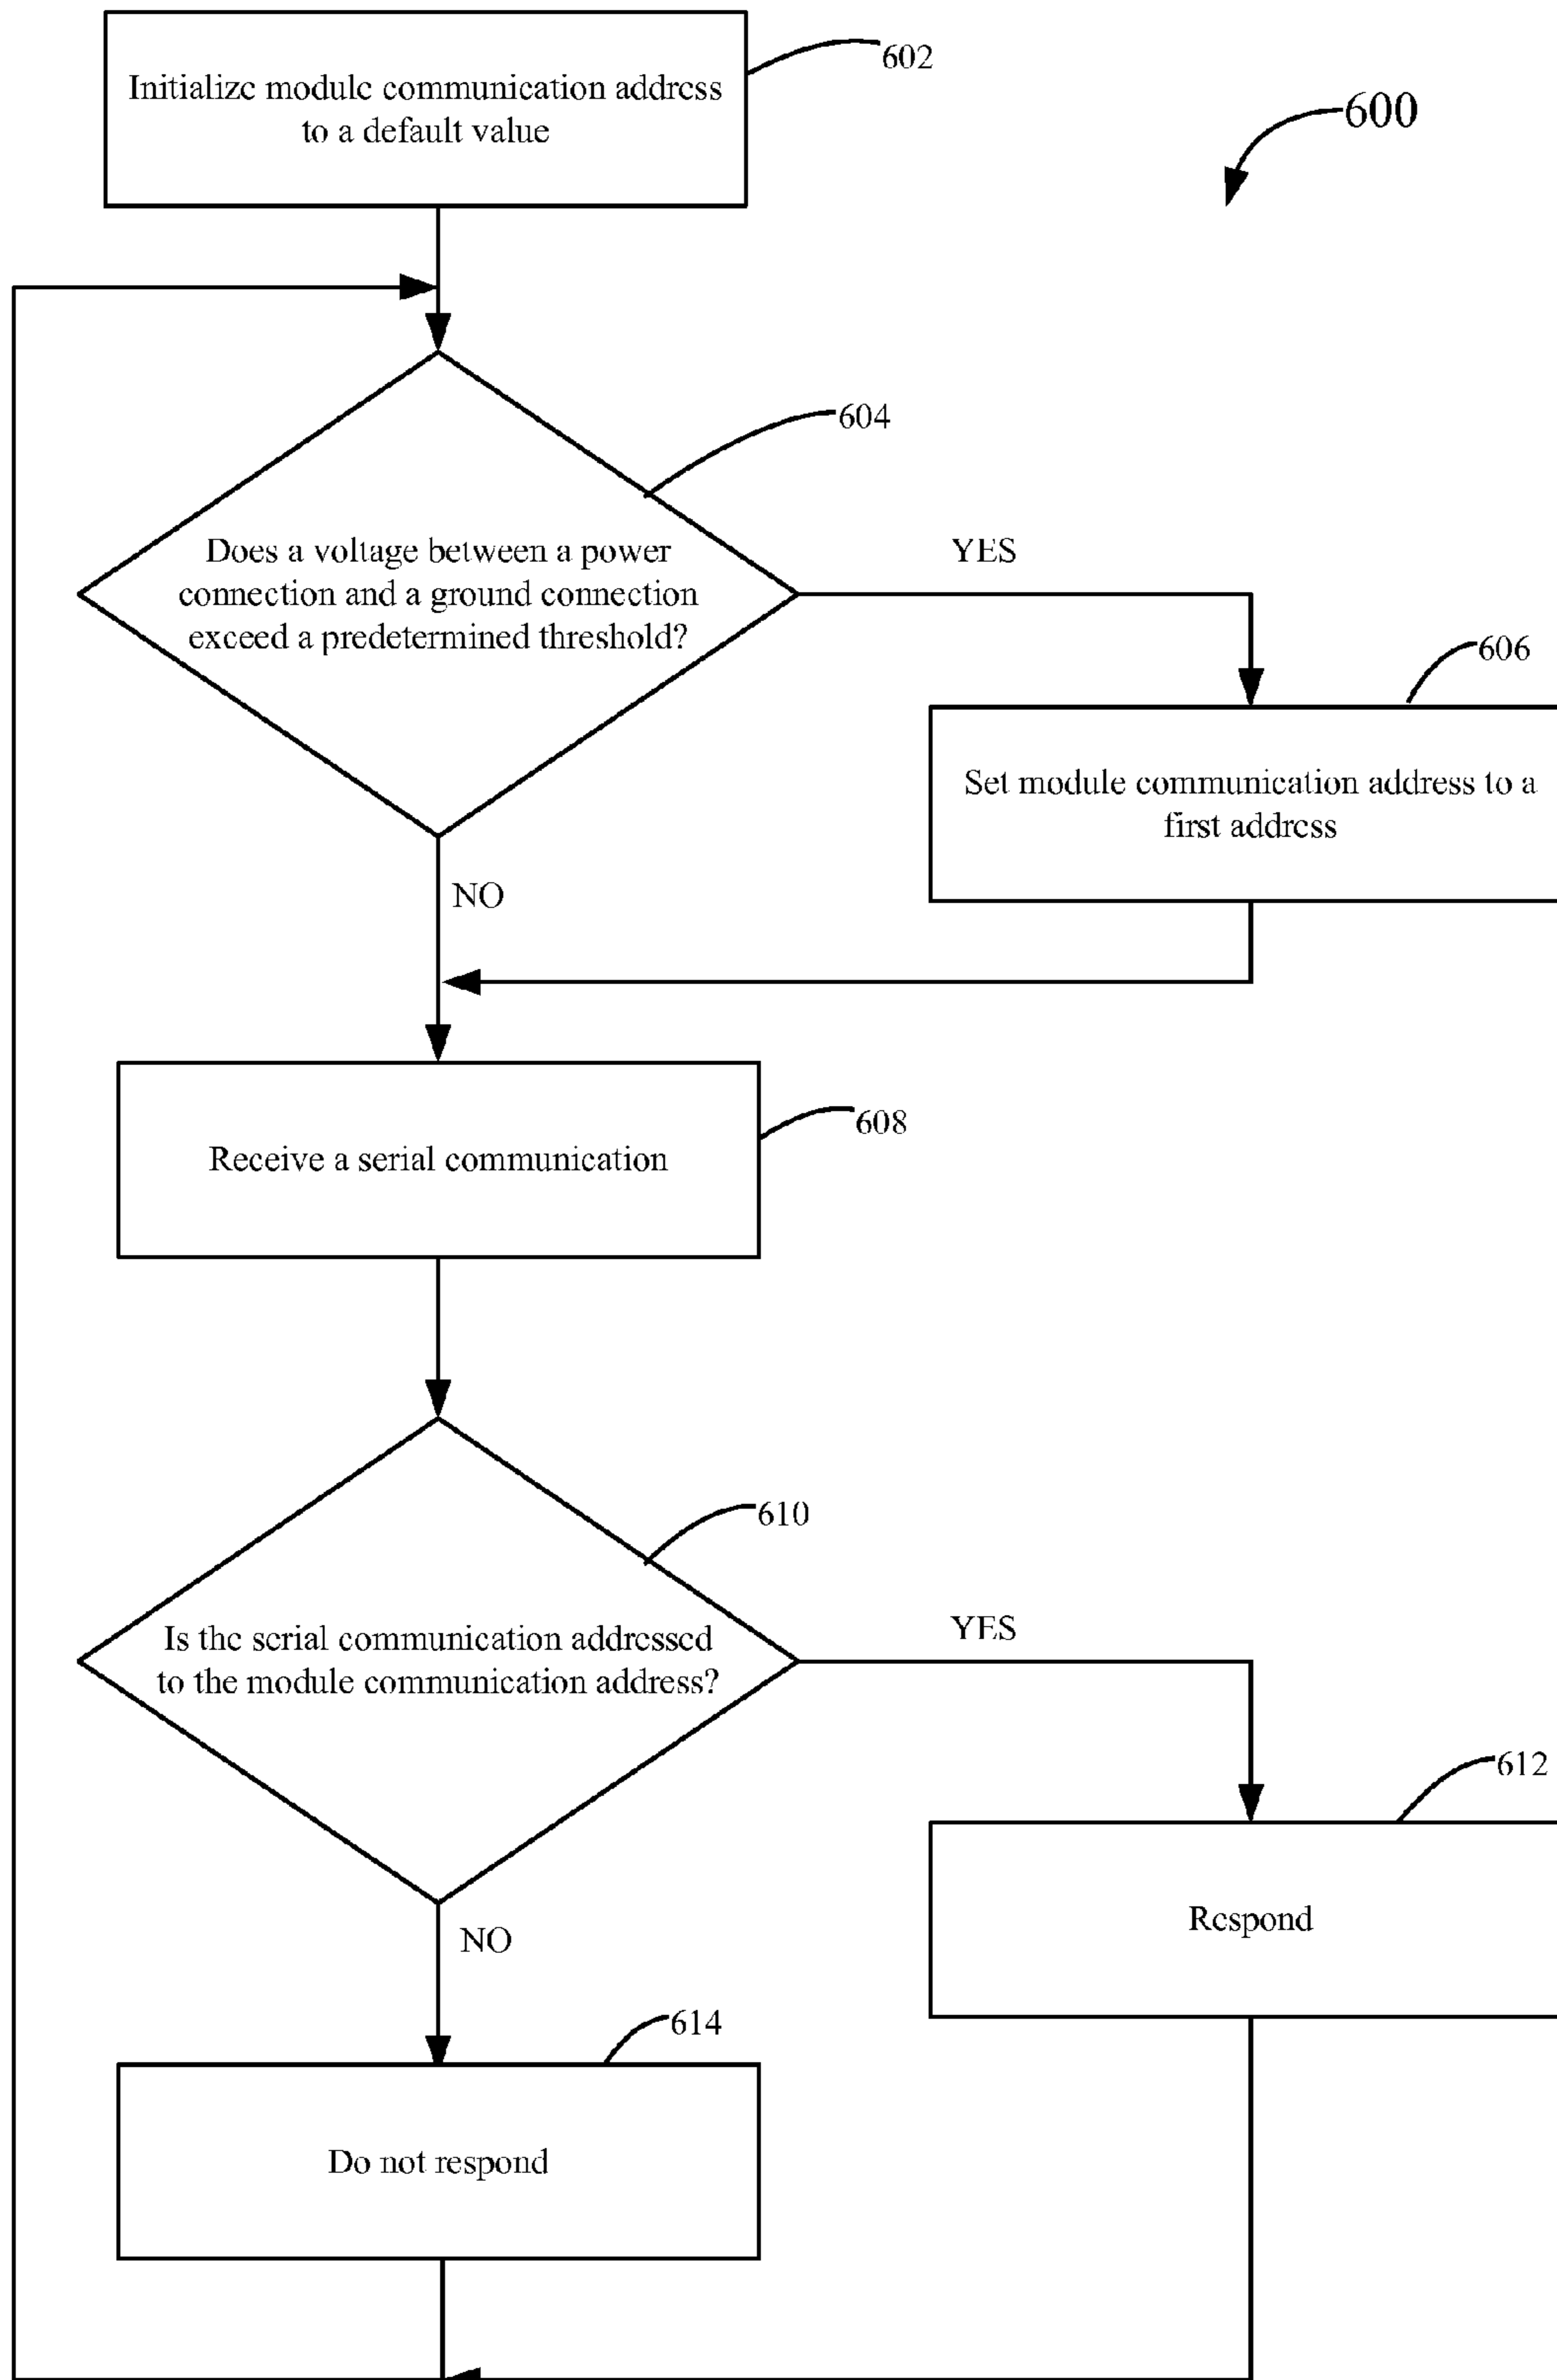 Initialize module communication address
to a default value
602
600
604
Does a voltage between a power
connection and a ground connection
exceed a predetermined threshold?
YES
606
Set module communication address to a
first address
NO
608
Receive a serial communication
610
Is the serial communication addressed
to the module communication address?
YES
612
Respond
NO
614
Do not respond